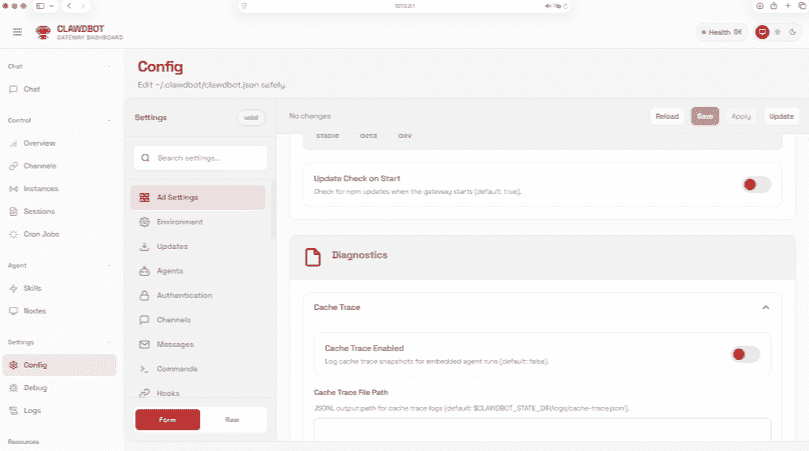 127.0.0.1
CLAWDBOT
GATEWAY DASHBOARD
Health OK
Chat
Chat
Control
Overview
Channels
Instances
Sessions
Cron Jobs
Agent
Skills
Nodes
Settings
Config
Debug
Logs
Resources
Config
Edit ~/.clawdbot/clawdbot.json safely.
Settings
valid
Search settings...
All Settings
Environment
Updates
Agents
Authentication
Channels
Messages
Commands
Hooks
Form
Raw
No changes
Reload
Save
Apply
Update
stable
beta
dev
Update Check on Start
Check for npm updates when the gateway starts (default: true).
Diagnostics
Cache Trace
Cache Trace Enabled
Log cache trace snapshots for embedded agent runs (default: false).
Cache Trace File Path
JSONL output path for cache trace logs (default: $CLAWDBOT_STATE_DIR/logs/cache-trace.jsonl).